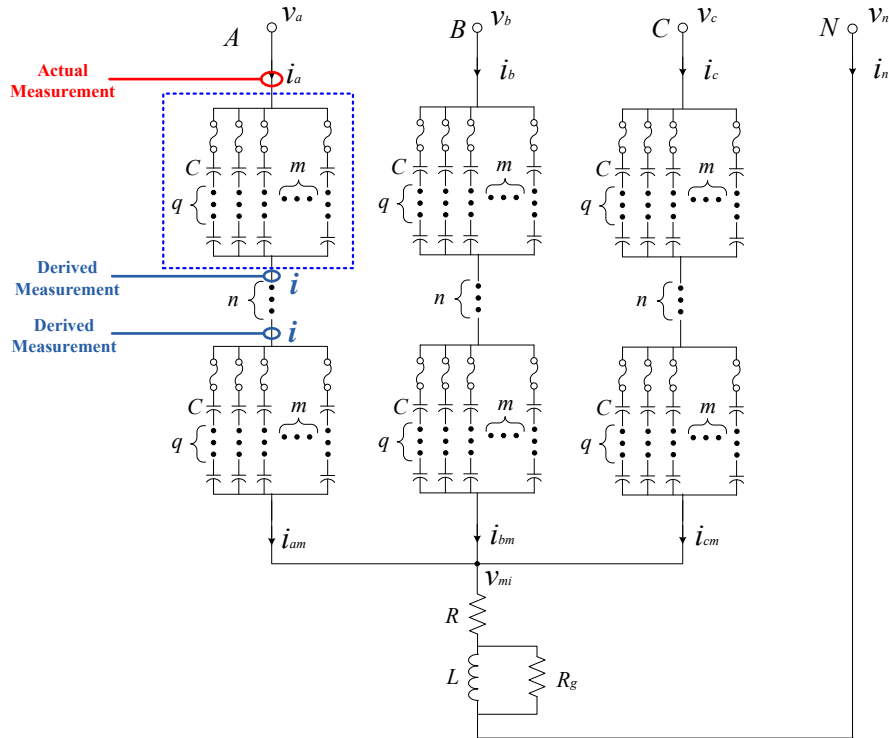 A v_a B v_b C v_c N v_n
Actual Measurement
i_a i_b i_c i_n
C m C m C m
q q q
Derived Measurement
i
n n n
Derived Measurement
i
C m C m C m
q q q
i_am i_bm i_cm
v_mi
R
L R_g